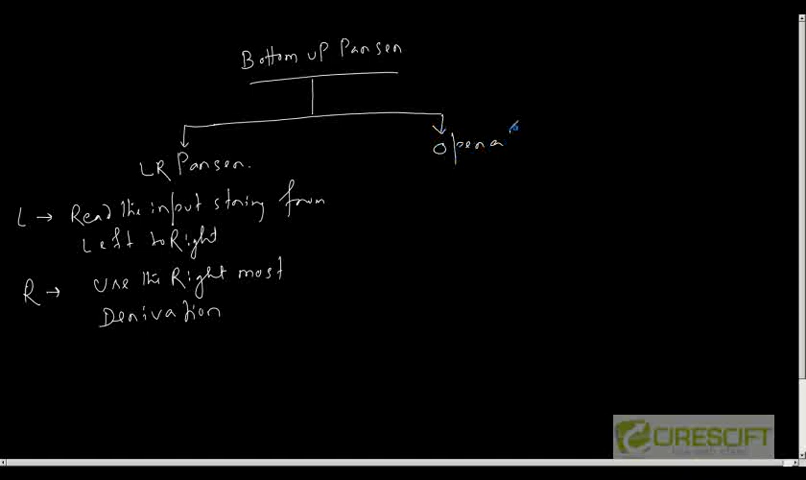 Bottom up Parser
LR Parser.
Opera
L → Read the input string from
Left to Right
R → Use the Right most
Derivation
CIRESCIFT